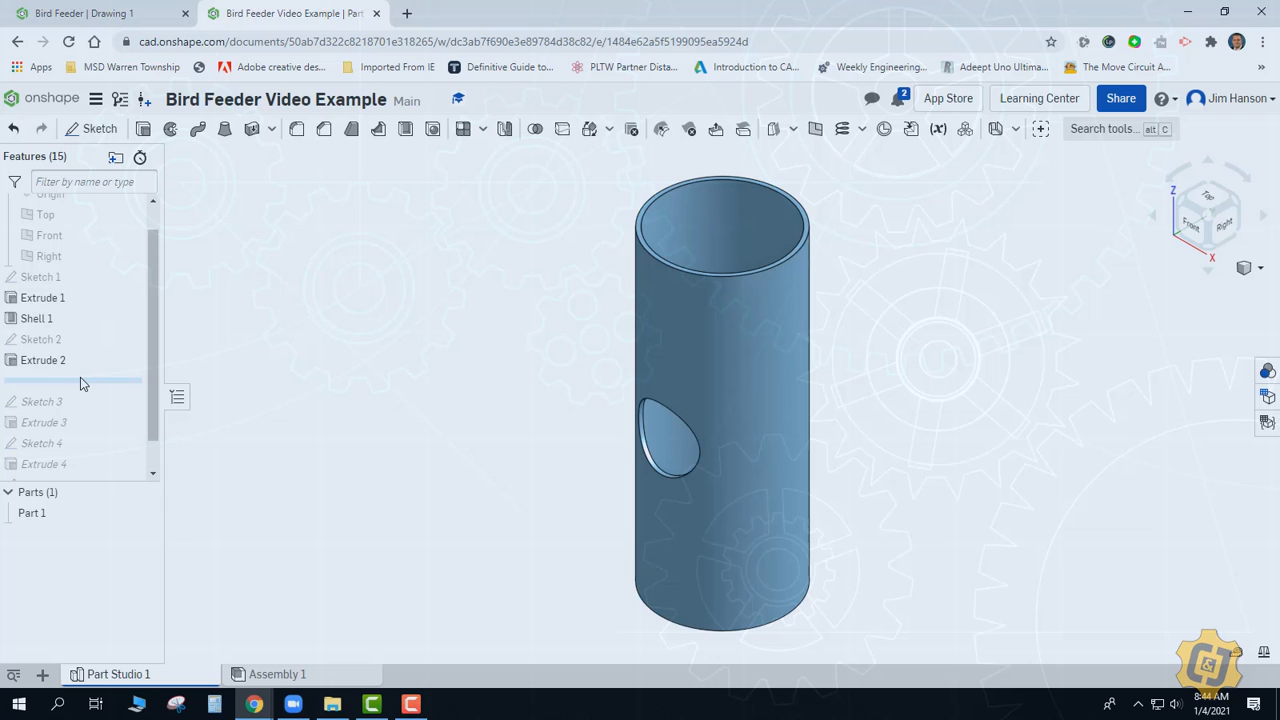 Bird Feeder | Drawing 1
Bird Feeder Video Example | Part
cad.onshape.com/documents/50ab7d322c8218701e318265/w/dc3ab7f690e3e89784d38c82/e/1484e62a5f5199095ea5924d
Apps
MSD Warren Township
Adobe creative des...
Imported From IE
Definitive Guide to...
PLTW Partner Dista...
Introduction to CA...
Weekly Engineering...
Adeept Uno Ultima...
The Move Circuit A...
onshape
Bird Feeder Video Example Main
2
App Store
Learning Center
Share
Jim Hanson
Sketch
(x)
Search tools... alt C
Features (15)
Filter by name or type
Origin
Top
Front
Right
Sketch 1
Extrude 1
Shell 1
Sketch 2
Extrude 2
Sketch 3
Extrude 3
Sketch 4
Extrude 4
Parts (1)
Part 1
Z
Top
Front
Right
X
Part Studio 1
Assembly 1
C&J
8:44 AM
1/4/2021